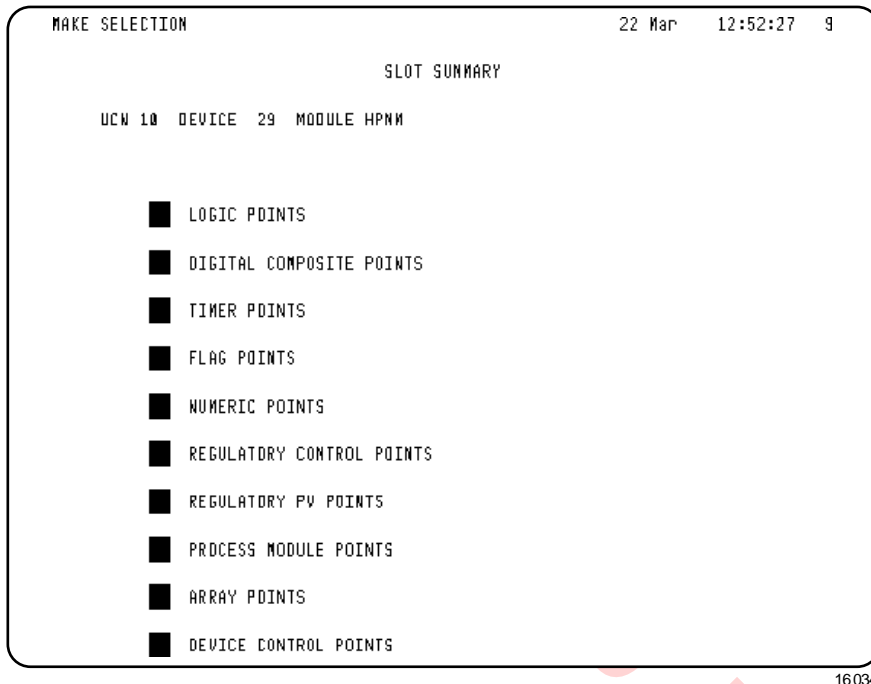 MAKE SELECTION 22 Mar 12:52:27 9
SLOT SUMMARY
UCN 10 DEVICE 29 MODULE HPMM
LOGIC POINTS
DIGITAL COMPOSITE POINTS
TIMER POINTS
FLAG POINTS
NUMERIC POINTS
REGULATORY CONTROL POINTS
REGULATORY PV POINTS
PROCESS MODULE POINTS
ARRAY POINTS
DEVICE CONTROL POINTS